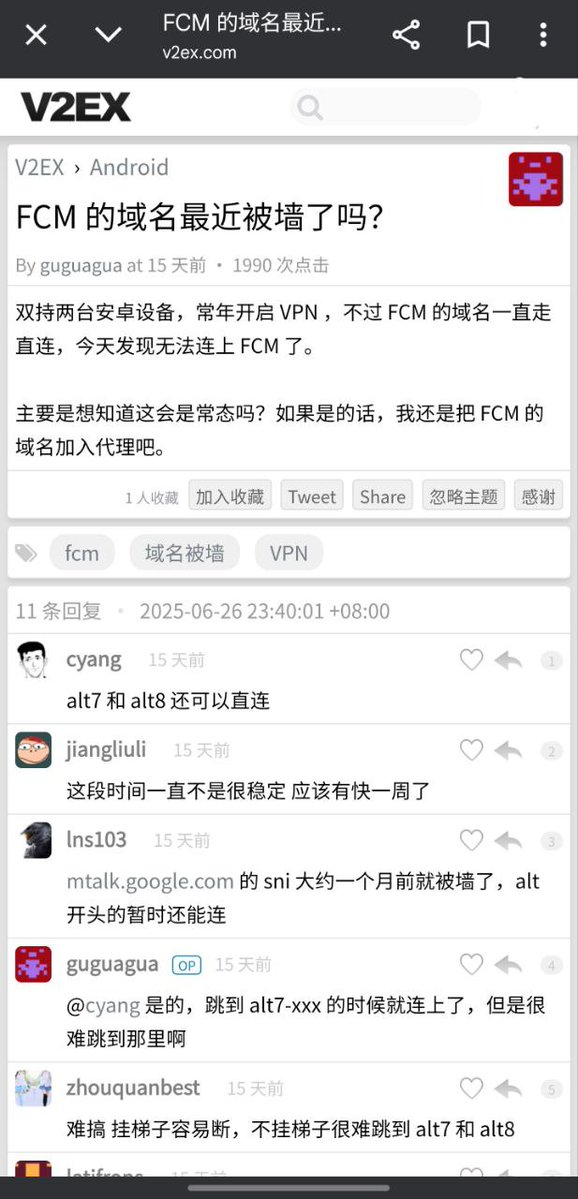 FCM 的域名最近...
v2ex.com
V2EX
V2EX › Android
FCM 的域名最近被墙了吗？
By guguagua at 15 天前 · 1990 次点击
双持两台安卓设备，常年开启 VPN ，不过 FCM 的域名一直走
直连，今天发现无法连上 FCM 了。
主要是想知道这会是常态吗？如果是的话，我还是把 FCM 的
域名加入代理吧。
1 人收藏 加入收藏 Tweet Share 忽略主题 感谢
fcm 域名被墙 VPN
11 条回复 • 2025-06-26 23:40:01 +08:00
cyang 15 天前 1
alt7 和 alt8 还可以直连
jiangliuli 15 天前 2
这段时间一直不是很稳定 应该有快一周了
lns103 15 天前 3
mtalk.google.com 的 sni 大约一个月前就被墙了，alt
开头的暂时还能连
guguagua OP 15 天前 4
@cyang 是的，跳到 alt7-xxx 的时候就连上了，但是很
难跳到那里啊
zhouquanbest 15 天前 5
难搞 挂梯子容易断，不挂梯子很难跳到 alt7 和 alt8